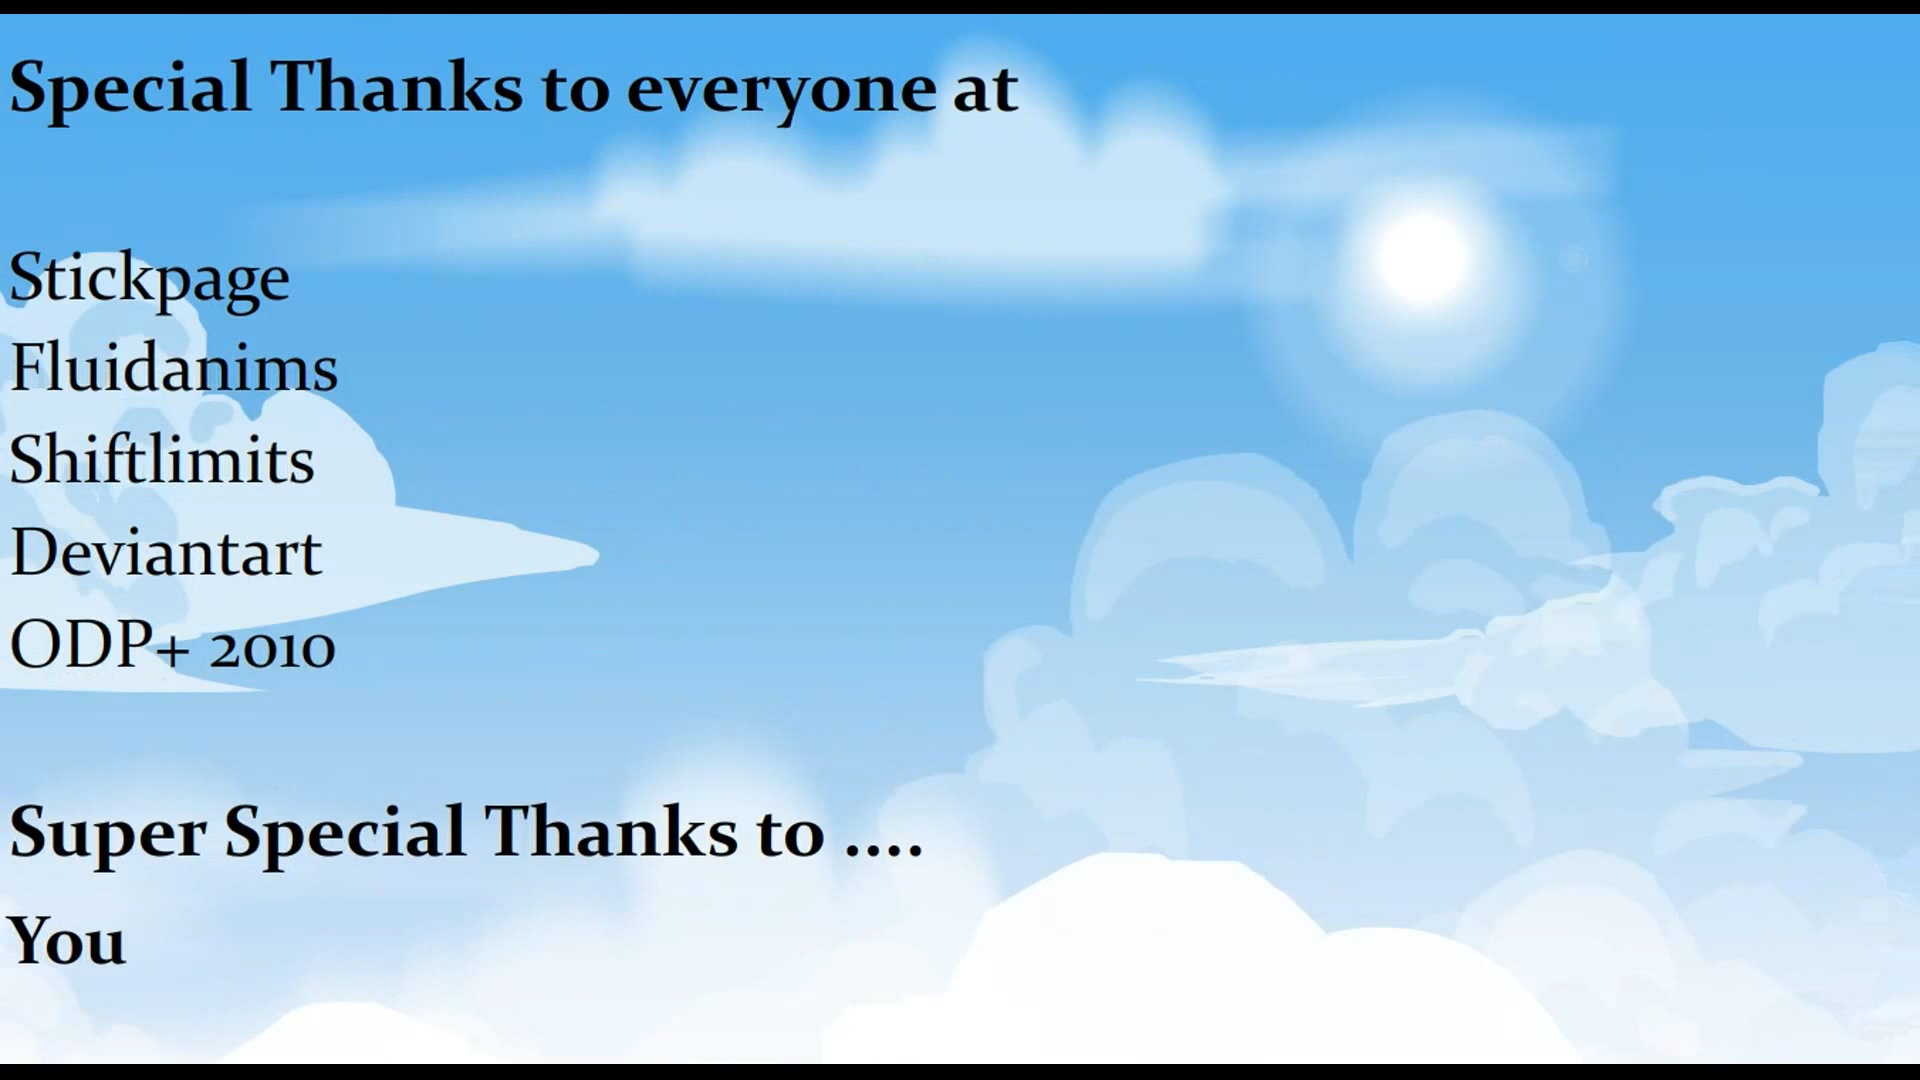 Special Thanks to everyone at
Stickpage
Fluidanims
Shiftlimits
Deviantart
ODP+ 2010
Super Special Thanks to ....
You